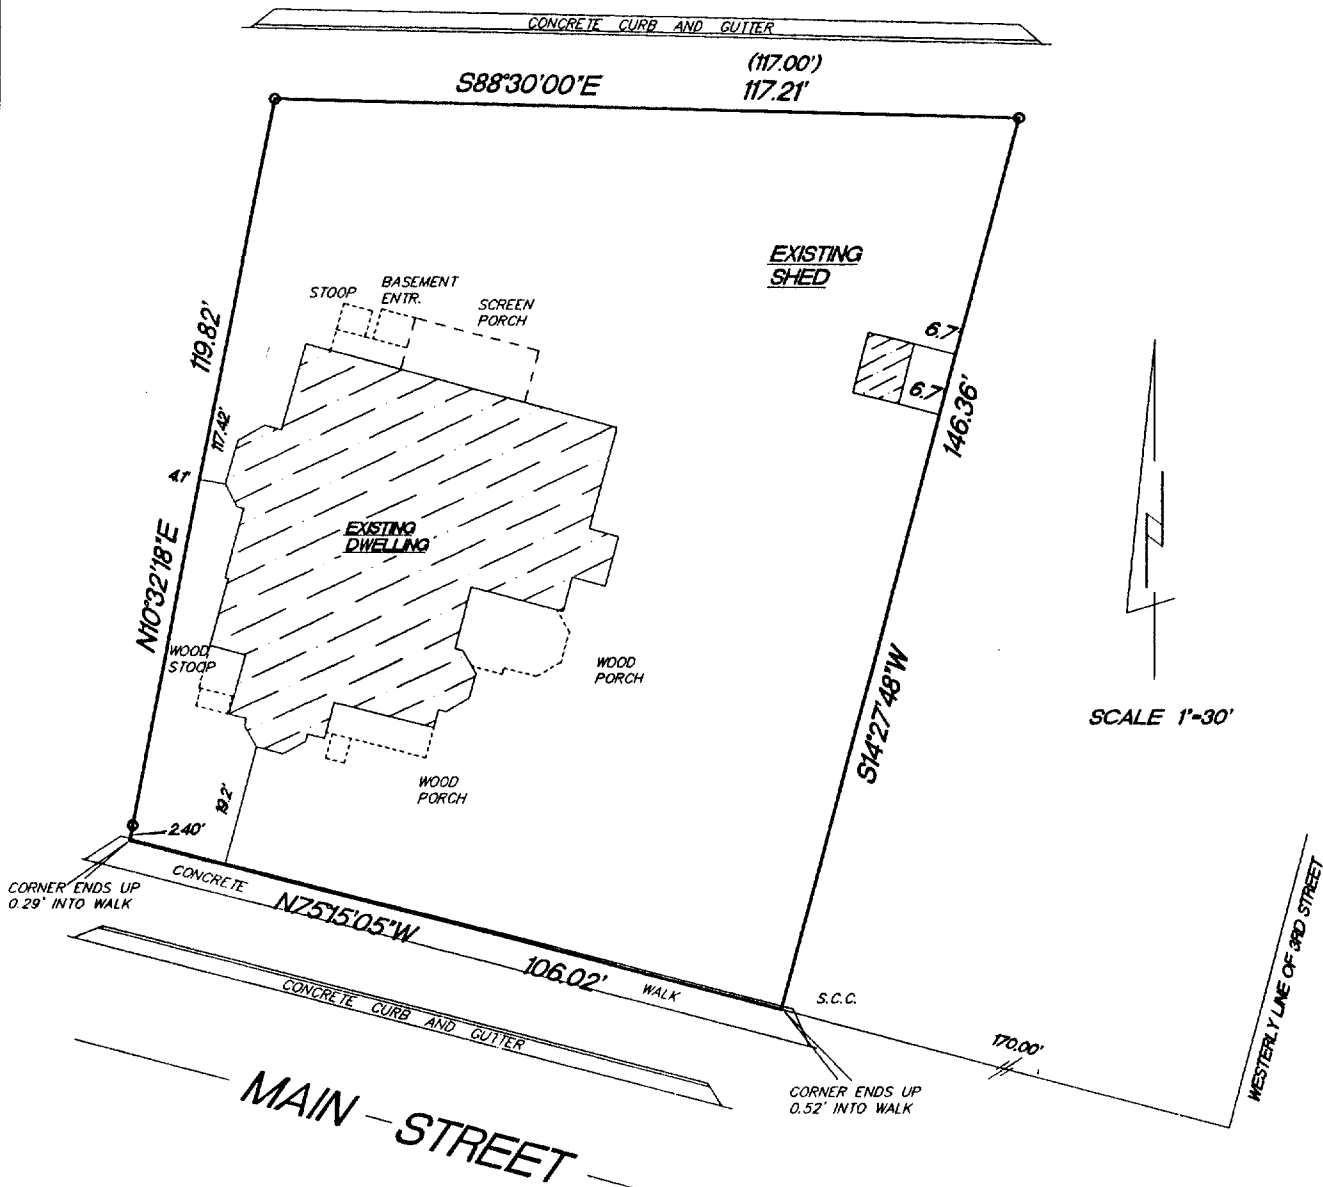 CONCRETE CURB AND GUTTER
(117.00')
S88°30'00"E 117.21'
EXISTING
SHED
STOOP
BASEMENT
ENTR.
SCREEN
PORCH
119.82'
6.7'
6.7'
146.36'
117.42'
4.1'
EXISTING
DWELLING
N10°32'18"E
WOOD
STOOP
WOOD
PORCH
S14°27'48"W
SCALE 1"=30'
WOOD
PORCH
19.2'
2.40'
CORNER ENDS UP
0.29' INTO WALK
CONCRETE WALK
N75°15'05"W 106.02'
S.C.C.
170.00'
WESTERLY LINE OF 3RD STREET
CONCRETE CURB AND GUTTER
CORNER ENDS UP
0.52' INTO WALK
MAIN STREET